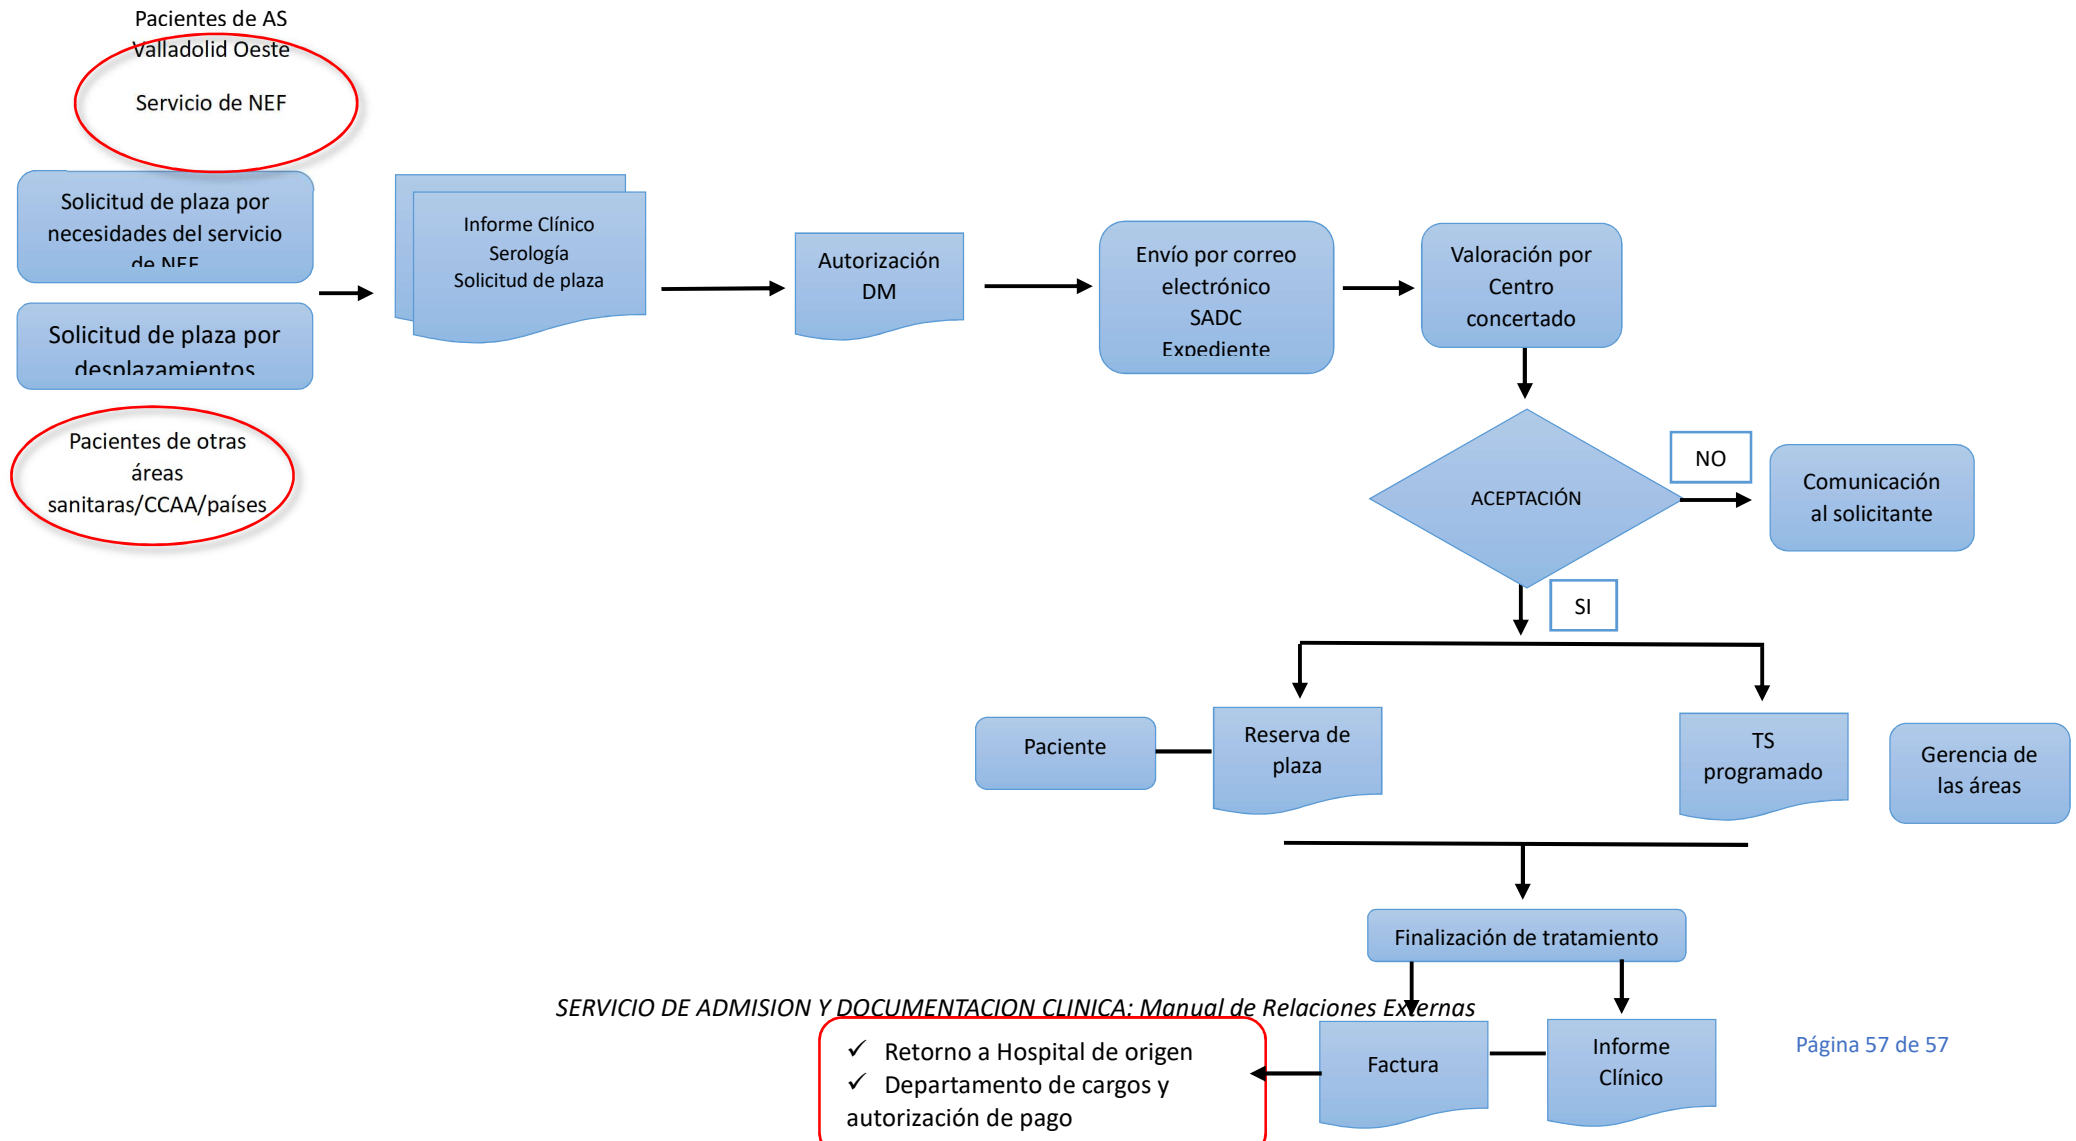 Pacientes de AS
Valladolid Oeste
Servicio de NEF
Solicitud de plaza por
necesidades del servicio
de NEF
Solicitud de plaza por
desplazamientos
Pacientes de otras
áreas
sanitaras/CCAA/países
Informe Clínico
Serología
Solicitud de plaza
Autorización
DM
Envío por correo
electrónico
SADC
Expediente
Valoración por
Centro
concertado
ACEPTACIÓN
NO
Comunicación
al solicitante
SI
Paciente
Reserva de
plaza
TS
programado
Gerencia de
las áreas
Finalización de tratamiento
SERVICIO DE ADMISION Y DOCUMENTACION CLINICA: Manual de Relaciones Externas
✓ Retorno a Hospital de origen
✓ Departamento de cargos y
autorización de pago
Factura
Informe
Clínico
Página 57 de 57